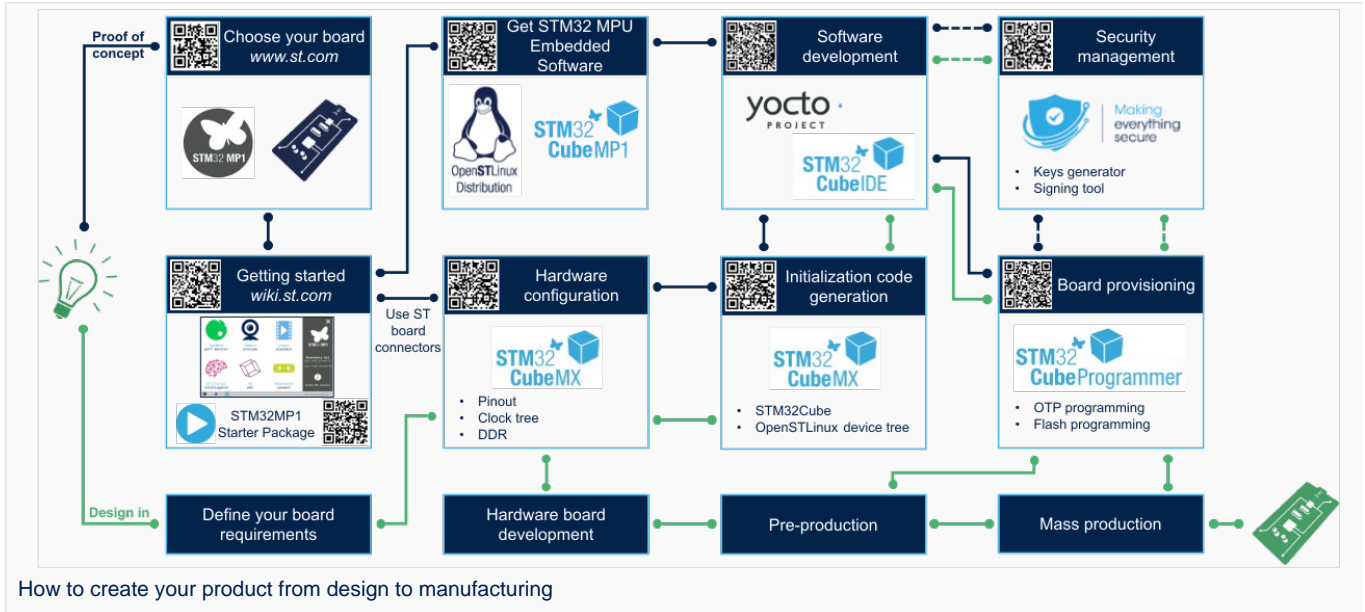 Proof of
concept
Choose your board
www.st.com
STM32 MP1
Get STM32 MPU
Embedded
Software
OpenSTLinux
Distribution
STM32
CubeMP1
Software
development
yocto
PROJECT
STM32
CubeIDE
Security
management
Making
everything
secure
• Keys generator
• Signing tool
Getting started
wiki.st.com
STM32 MP1
STM32MP1
Starter Package
Use ST
board
connectors
Hardware
configuration
STM32
CubeMX
• Pinout
• Clock tree
• DDR
Initialization code
generation
STM32
CubeMX
• STM32Cube
• OpenSTLinux device tree
Board provisioning
STM32
CubeProgrammer
• OTP programming
• Flash programming
Design in
Define your board
requirements
Hardware board
development
Pre-production
Mass production
How to create your product from design to manufacturing